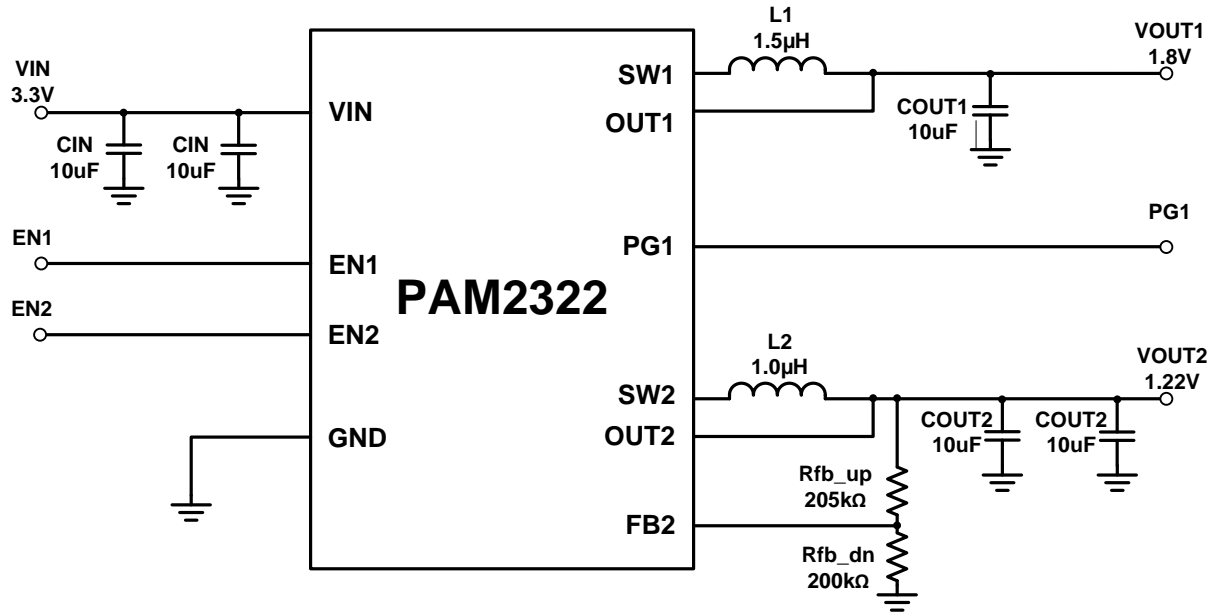 L1
1.5µH
VOUT1
1.8V
VIN
3.3V
SW1
VIN
OUT1
COUT1
10uF
CIN
10uF
CIN
10uF
PG1
EN1
PG1
EN1
PAM2322
EN2
EN2
L2
1.0µH
VOUT2
1.22V
SW2
COUT2
10uF
COUT2
10uF
GND
OUT2
Rfb_up
205kΩ
FB2
Rfb_dn
200kΩ